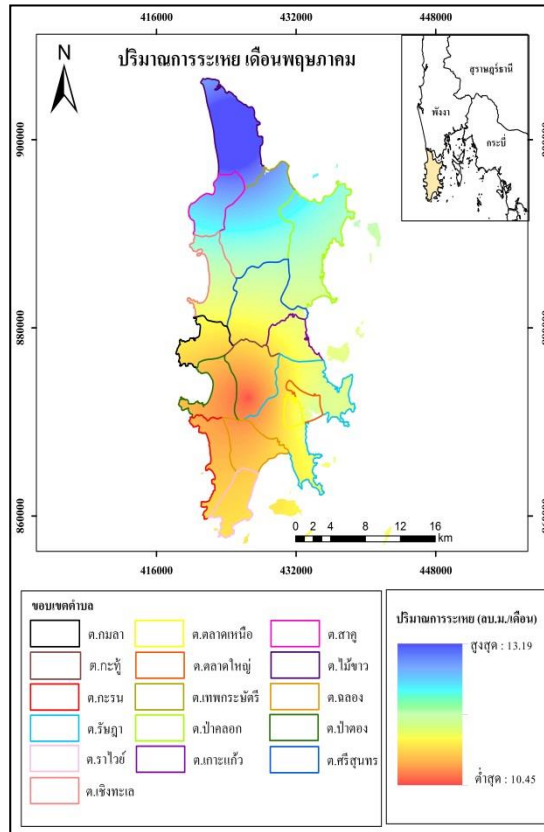 416000 432000 448000
N
ปริมาณการระเหย เดือนพฤษภาคม
สุราษฎร์ธานี
พังงา
กระบี่
900000
880000 880000
860000
0 2 4 8 12 16
km
416000 432000 448000
ขอบเขตตำบล
ต.กมลา ต.ตลาดเหนือ ต.สาคู
ต.กะทู้ ต.ตลาดใหญ่ ต.ไม้ขาว
ต.กะรน ต.เทพกระษัตรี ต.ฉลอง
ต.รัษฎา ต.ป่าคลอก ต.ป่าตอง
ต.ราไวย์ ต.เกาะแก้ว ต.ศรีสุนทร
ต.เชิงทะเล
ปริมาณการระเหย (ลบ.ม./เดือน)
สูงสุด : 13.19
ต่ำสุด : 10.45